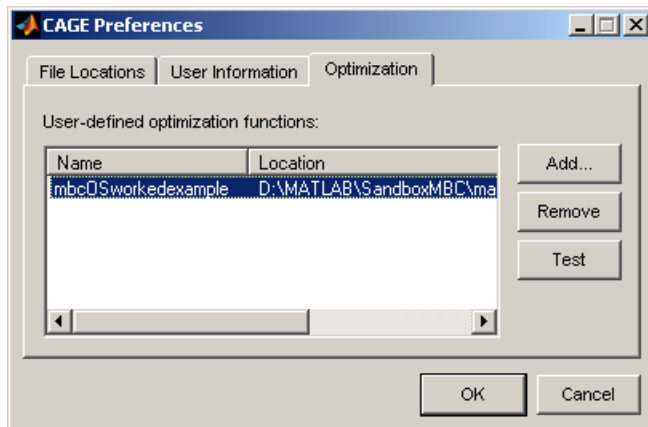 CAGE Preferences
File Locations User Information Optimization
User-defined optimization functions:
Name Location
mbcOSworkedexample D:\MATLAB\SandboxMBC\ma
Add...
Remove
Test
OK Cancel